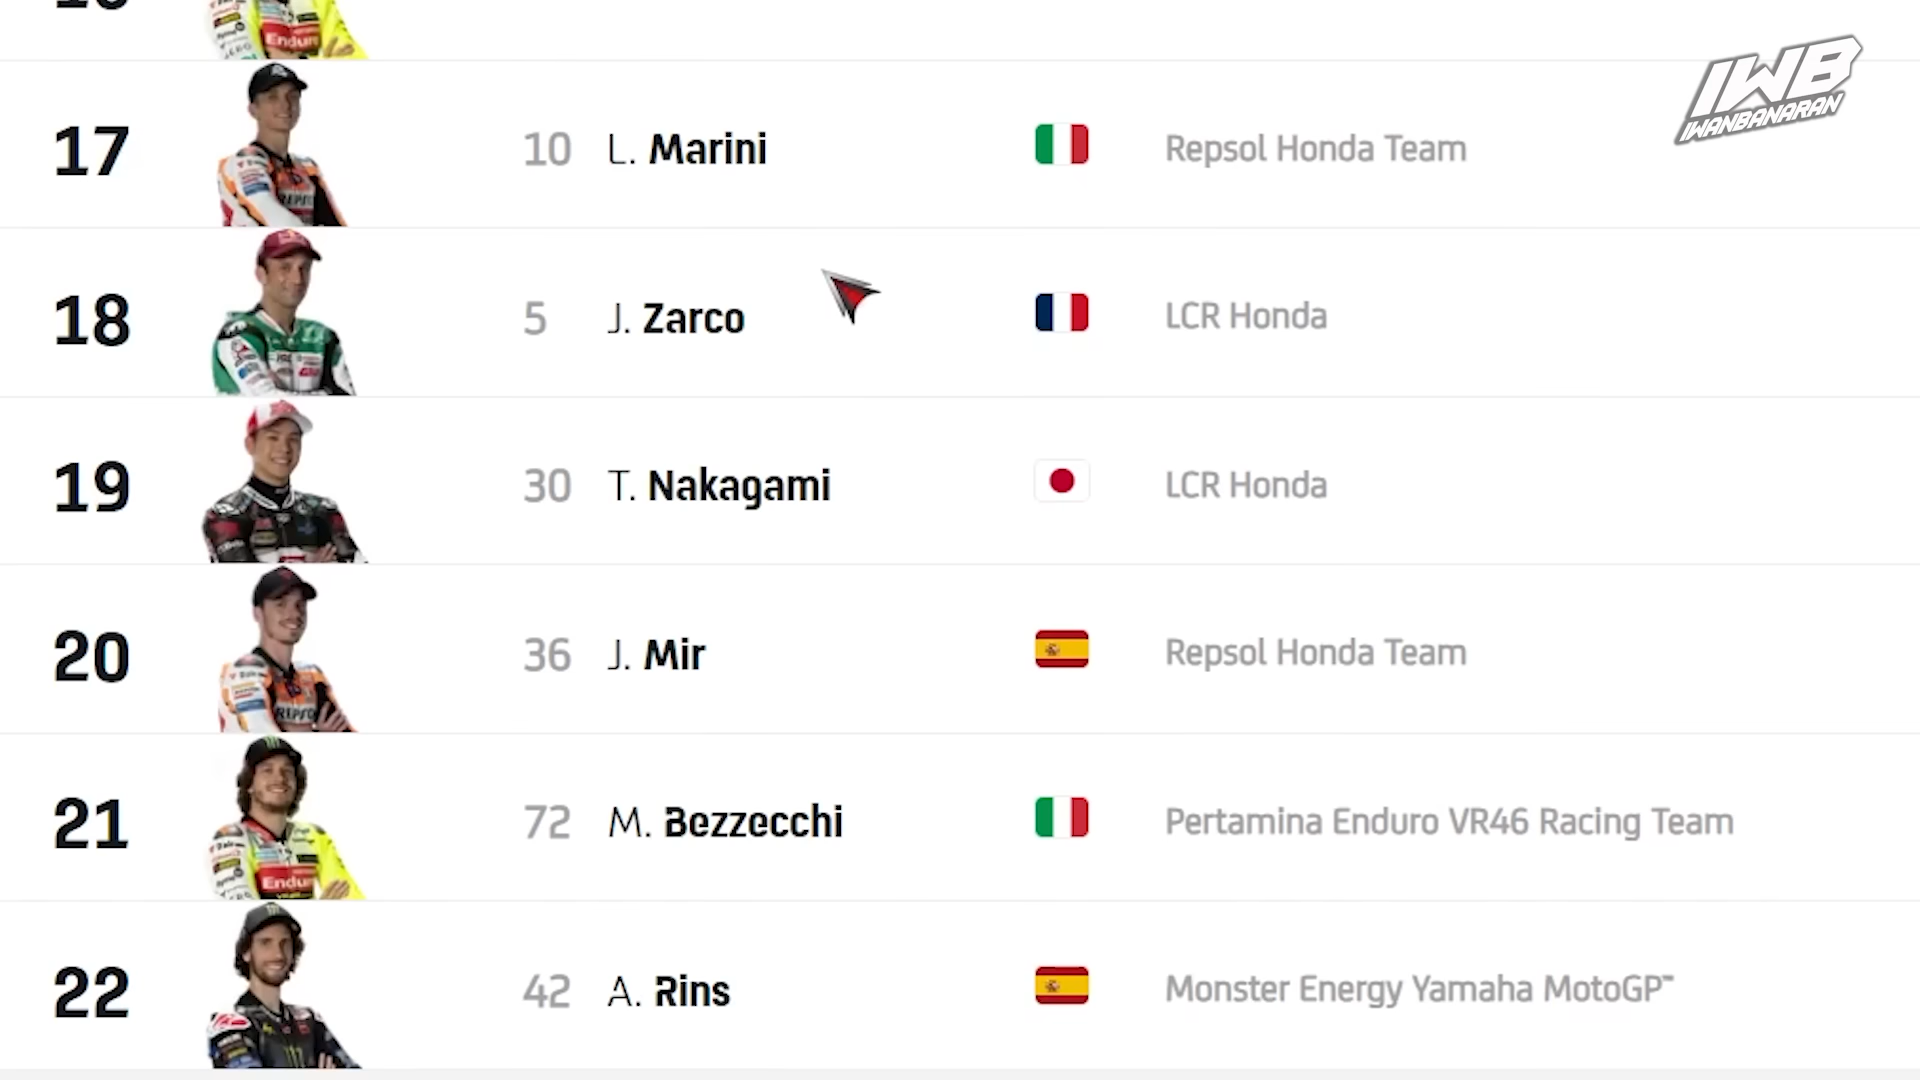 IWB
IWANBANARAN
Enduro
17 10 L. Marini Repsol Honda Team
18 5 J. Zarco LCR Honda
19 30 T. Nakagami LCR Honda
20 36 J. Mir Repsol Honda Team
21 72 M. Bezzecchi Pertamina Enduro VR46 Racing Team
Enduro
22 42 A. Rins Monster Energy Yamaha MotoGP™